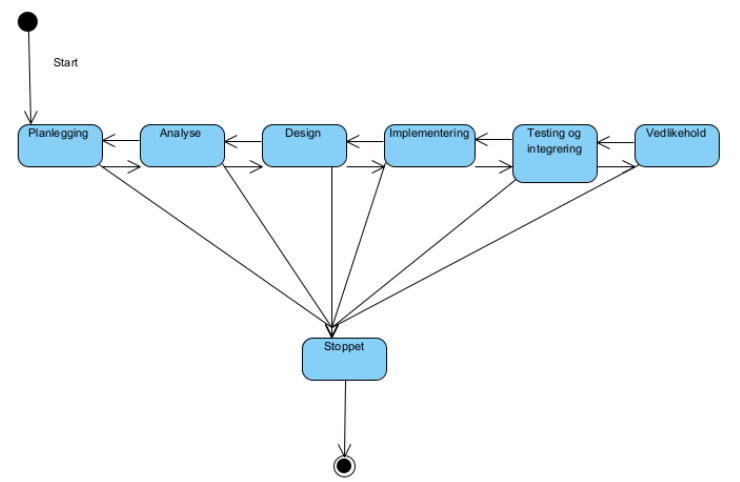 Start
Planlegging
Analyse
Design
Implementering
Testing og
integrering
Vedlikehold
Stoppet